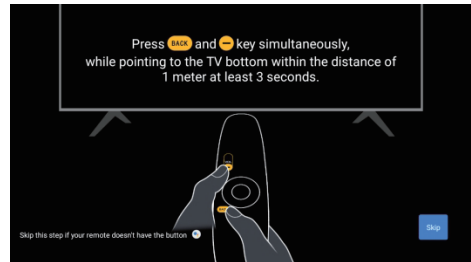 Press BACK and key simultaneously,
while pointing to the TV bottom within the distance of
1 meter at least 3 seconds.
Skip this step if your remote doesn't have the button
Skip